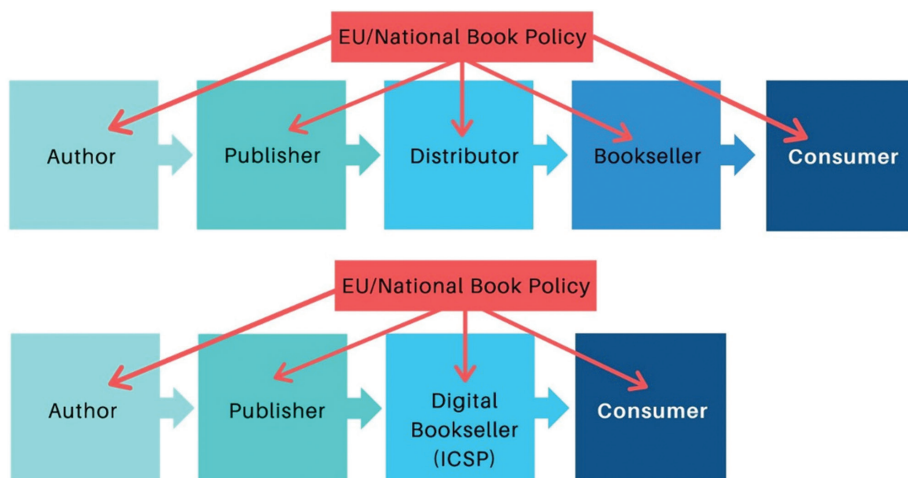 EU/National Book Policy
Author
Publisher
Distributor
Bookseller
Consumer
EU/National Book Policy
Author
Publisher
Digital
Bookseller
(ICSP)
Consumer